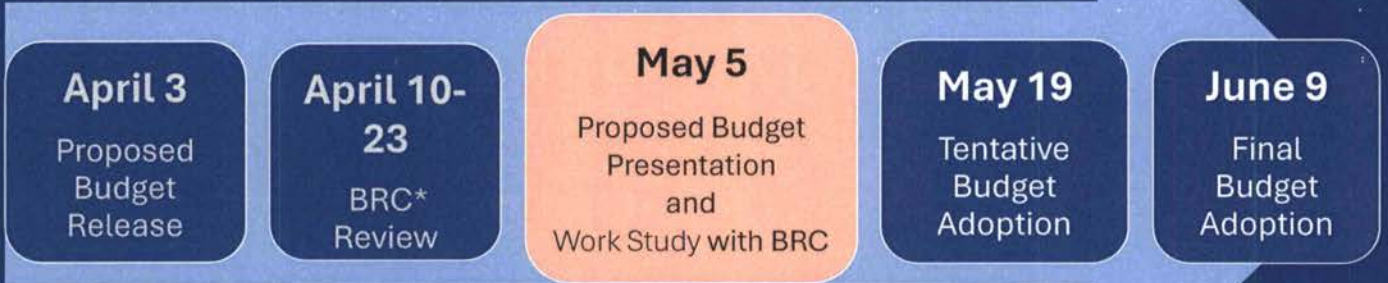 April 3
Proposed
Budget
Release
April 10-
23
BRC*
Review
May 5
Proposed Budget
Presentation
and
Work Study with BRC
May 19
Tentative
Budget
Adoption
June 9
Final
Budget
Adoption